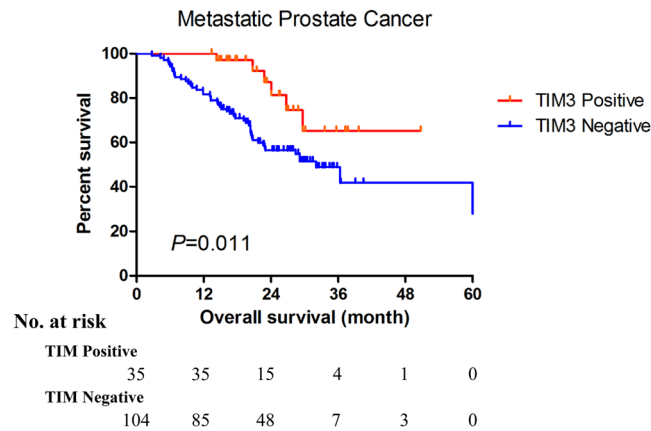 Metastatic Prostate Cancer
100
80
60
40
20
0
Percent survival
TIM3 Positive
TIM3 Negative
P=0.011
0 12 24 36 48 60
Overall survival (month)
No. at risk
TIM Positive
35 35 15 4 1 0
TIM Negative
104 85 48 7 3 0